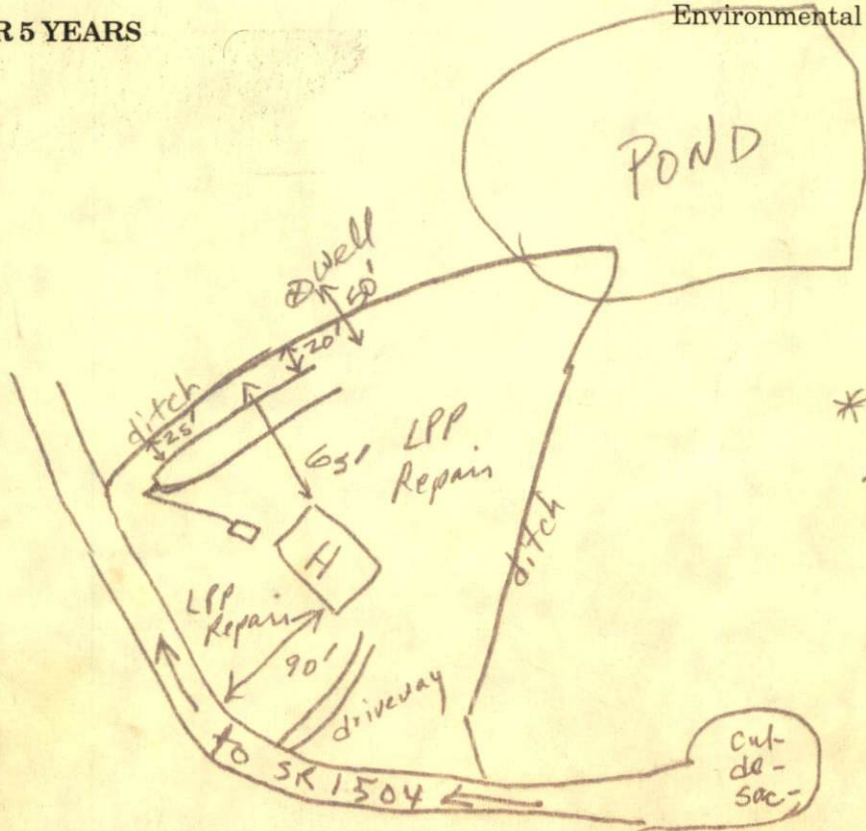 R 5 YEARS
Environmental
POND
well
50'
20'
ditch
25'
65'
LPP
Repair
*
H
ditch
LPP
Repair
90'
driveway
to SR 1504
cul-
de-
sac-